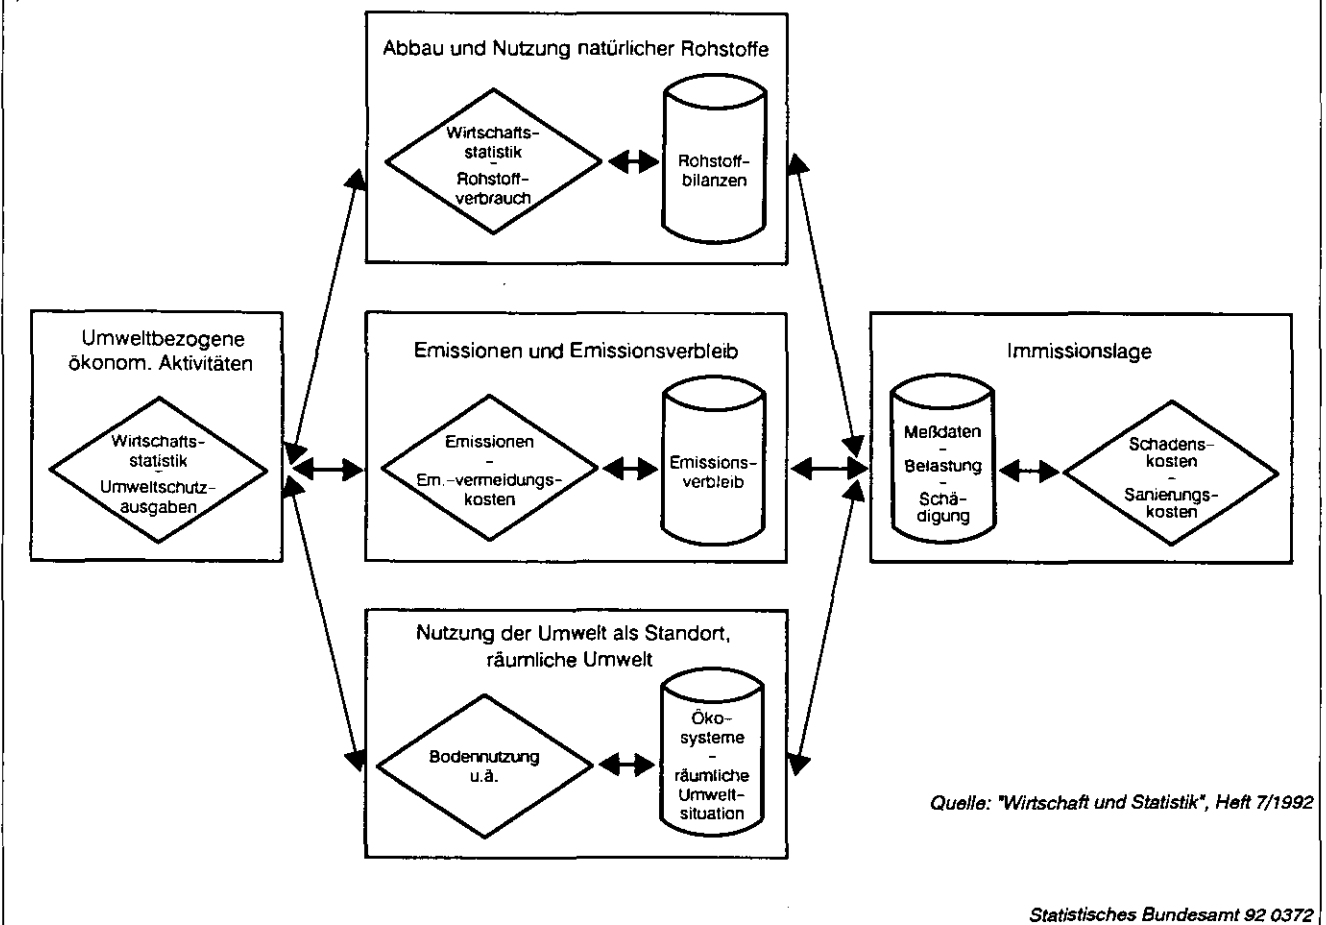 Abbau und Nutzung natürlicher Rohstoffe
Wirtschafts-
statistik
-
Rohstoff-
verbrauch
Rohstoff-
bilanzen
Umweltbezogene
ökonom. Aktivitäten
Wirtschafts-
statistik
-
Umweltschutz-
ausgaben
Emissionen und Emissionsverbleib
Emissionen
-
Em.-vermeidungs-
kosten
Emissions-
verbleib
Immissionslage
Meßdaten
-
Belastung
-
Schä-
digung
Schadens-
kosten
-
Sanierungs-
kosten
Nutzung der Umwelt als Standort,
räumliche Umwelt
Bodennutzung
u.ä.
Öko-
systeme
-
räumliche
Umwelt-
situation
Quelle: "Wirtschaft und Statistik", Heft 7/1992
Statistisches Bundesamt 92 0372